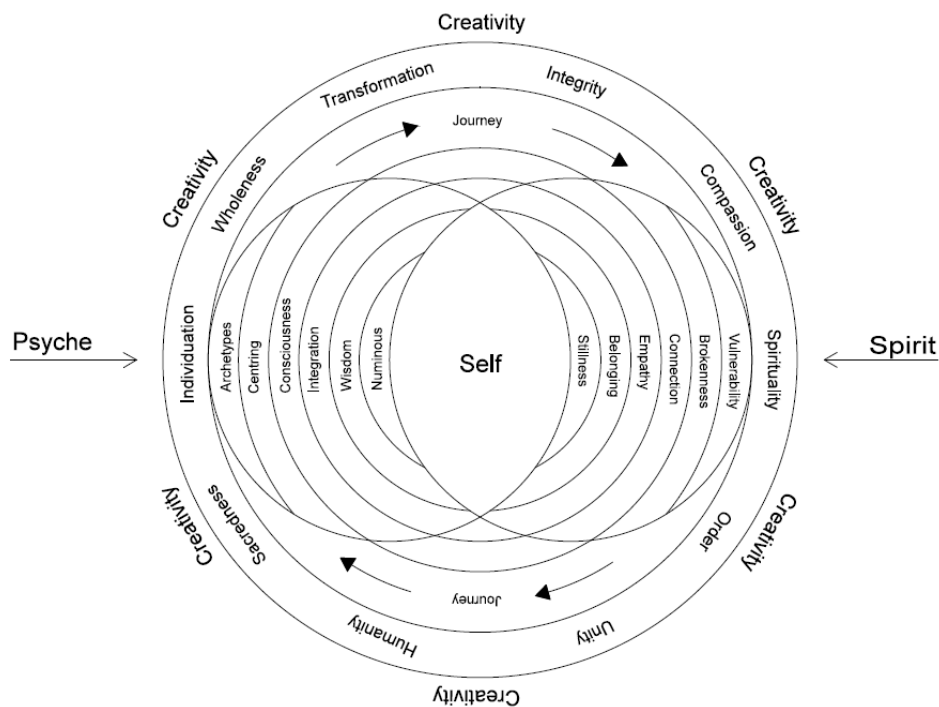 Creativity
Transformation
Integrity
Journey
Creativity
Wholeness
Compassion
Creativity
Psyche
Individuation
Archetypes
Centring
Consciousness
Integration
Wisdom
Numinous
Self
Stillness
Belonging
Empathy
Connection
Brokenness
Vulnerability
Spirituality
Spirit
Creativity
Sacredness
Order
Creativity
Journey
Humanity
Unity
Creativity